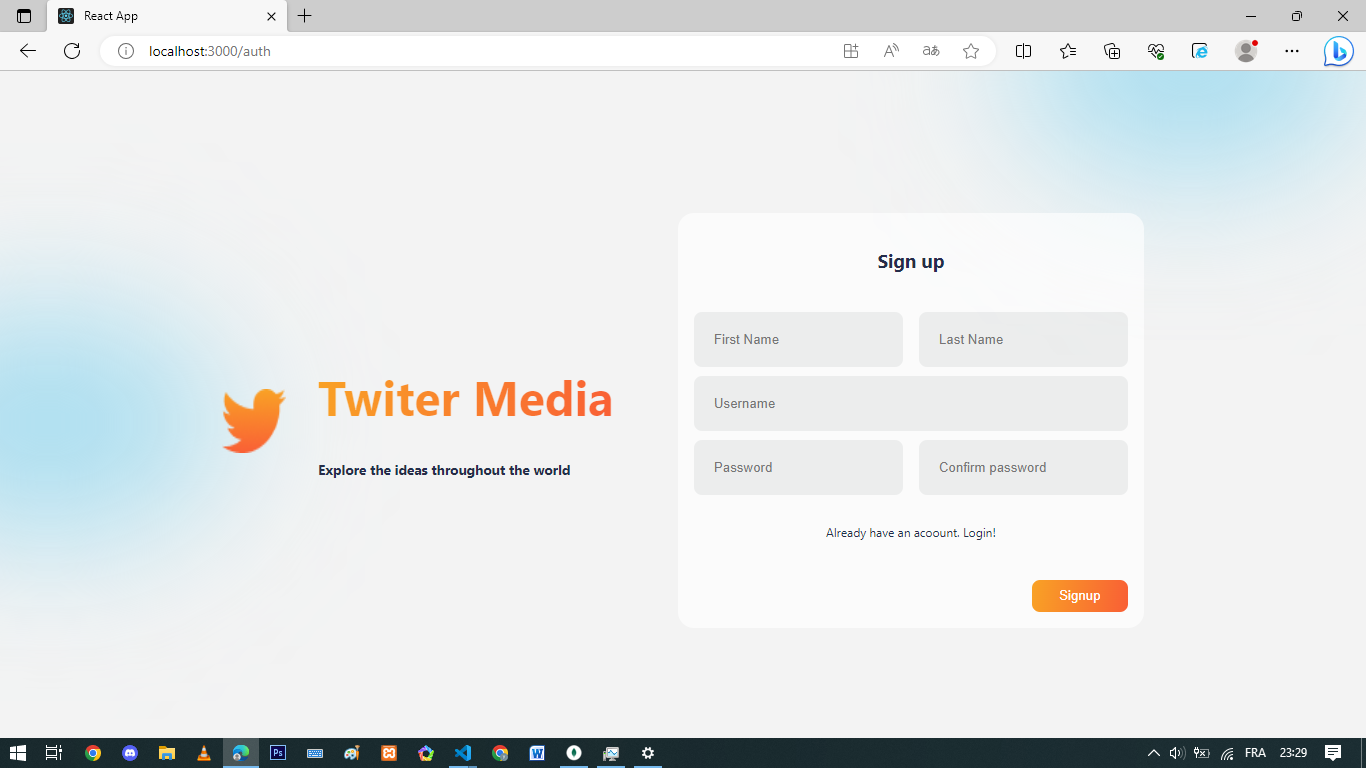 React App
localhost:3000/auth
Sign up
First Name
Last Name
Twiter Media
Username
Explore the ideas throughout the world
Password
Confirm password
Already have an acoount. Login!
Signup
Ps
W
FRA
23:29